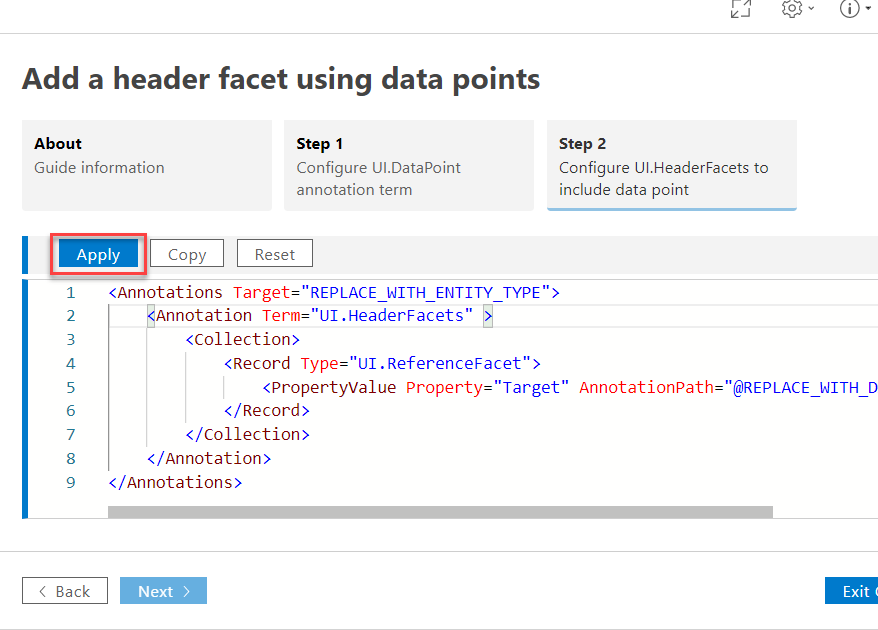 Add a header facet using data points
About
Guide information
Step 1
Configure UI.DataPoint
annotation term
Step 2
Configure UI.HeaderFacets to
include data point
Apply Copy Reset
1 <Annotations Target="REPLACE_WITH_ENTITY_TYPE">
2 <Annotation Term="UI.HeaderFacets" >
3 <Collection>
4 <Record Type="UI.ReferenceFacet">
5 <PropertyValue Property="Target" AnnotationPath="@REPLACE_WITH_D
6 </Record>
7 </Collection>
8 </Annotation>
9 </Annotations>
< Back Next > Exit